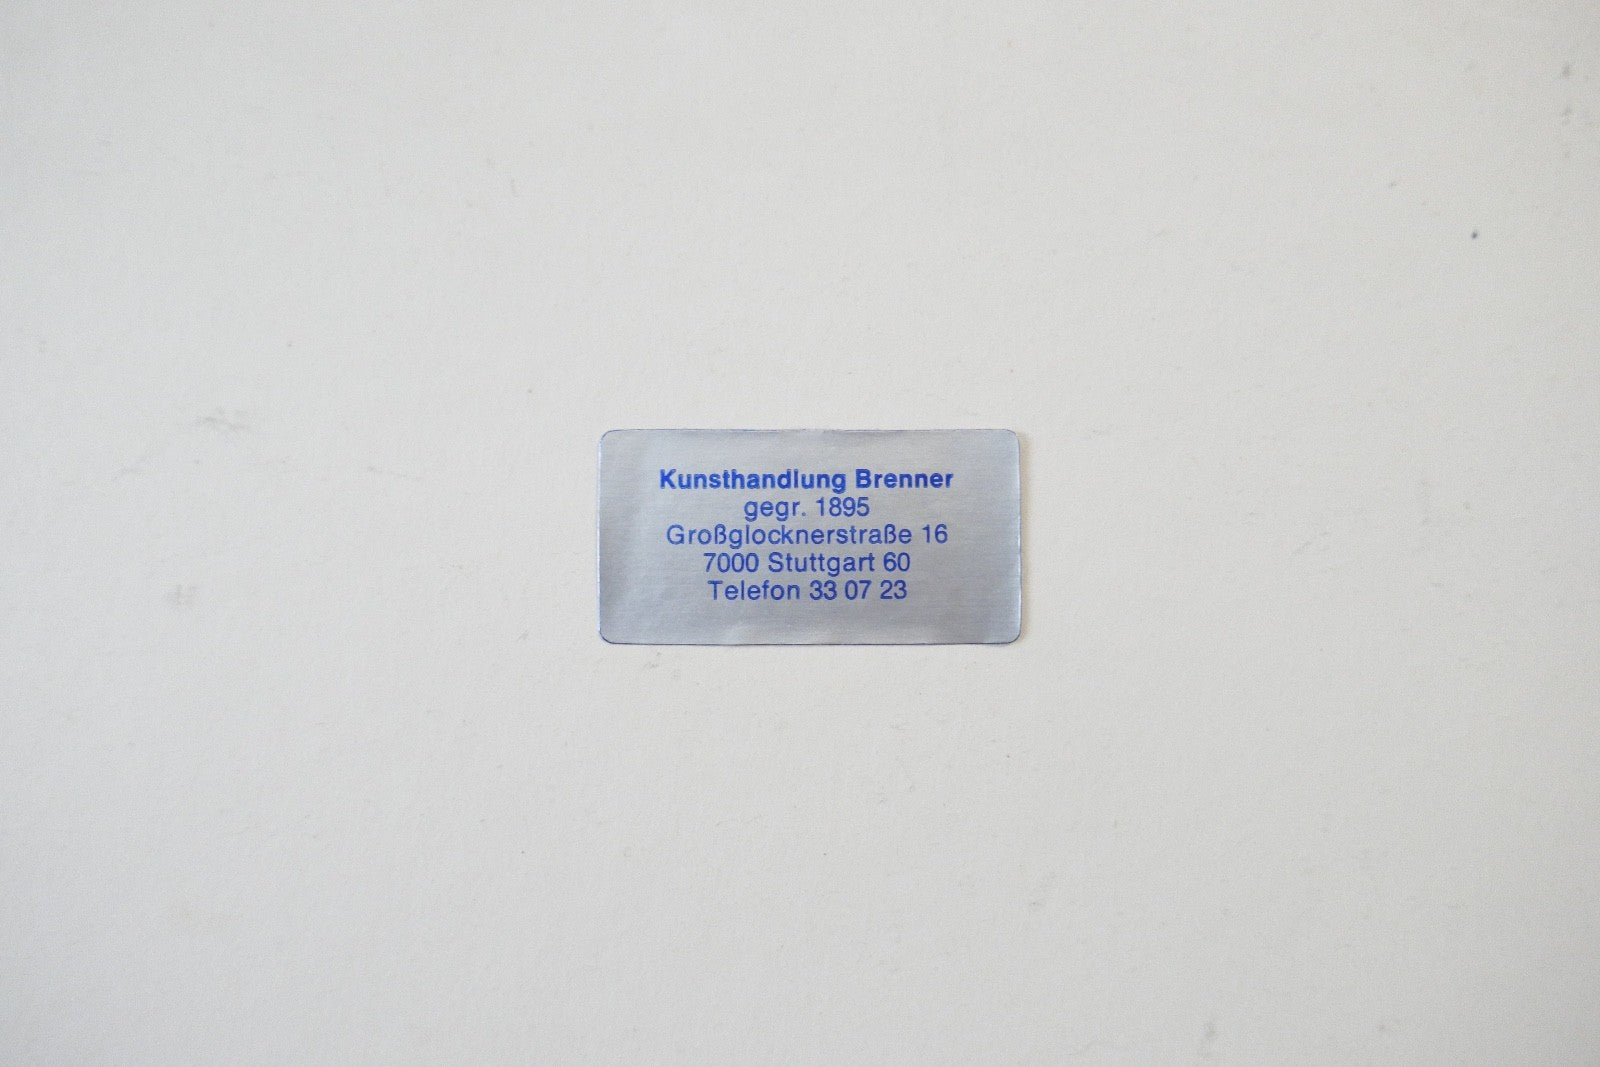 Kunsthandlung Brenner
gegr. 1895
Großglocknerstraße 16
7000 Stuttgart 60
Telefon 33 07 23